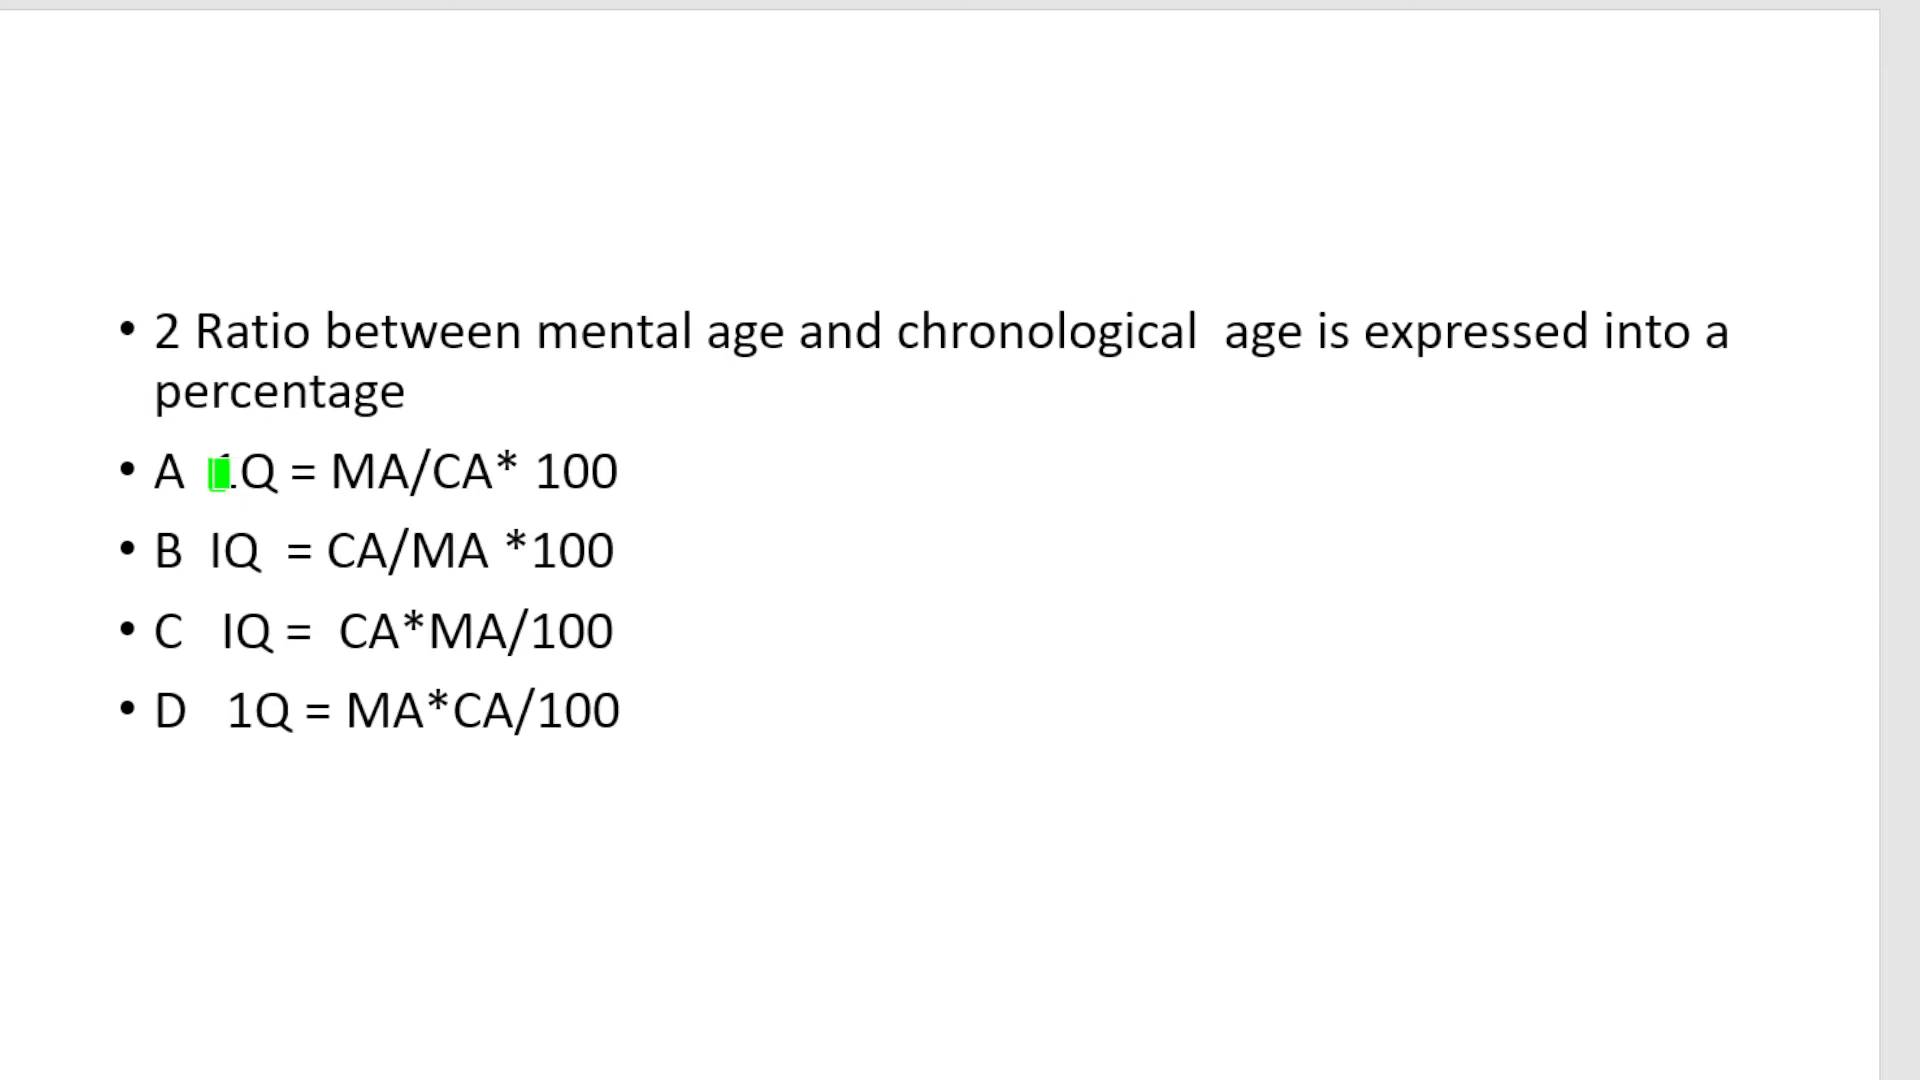 • 2 Ratio between mental age and chronological  age is expressed into a
percentage
• A  1Q = MA/CA* 100
• B  IQ  = CA/MA *100
• C   IQ =  CA*MA/100
• D   1Q = MA*CA/100